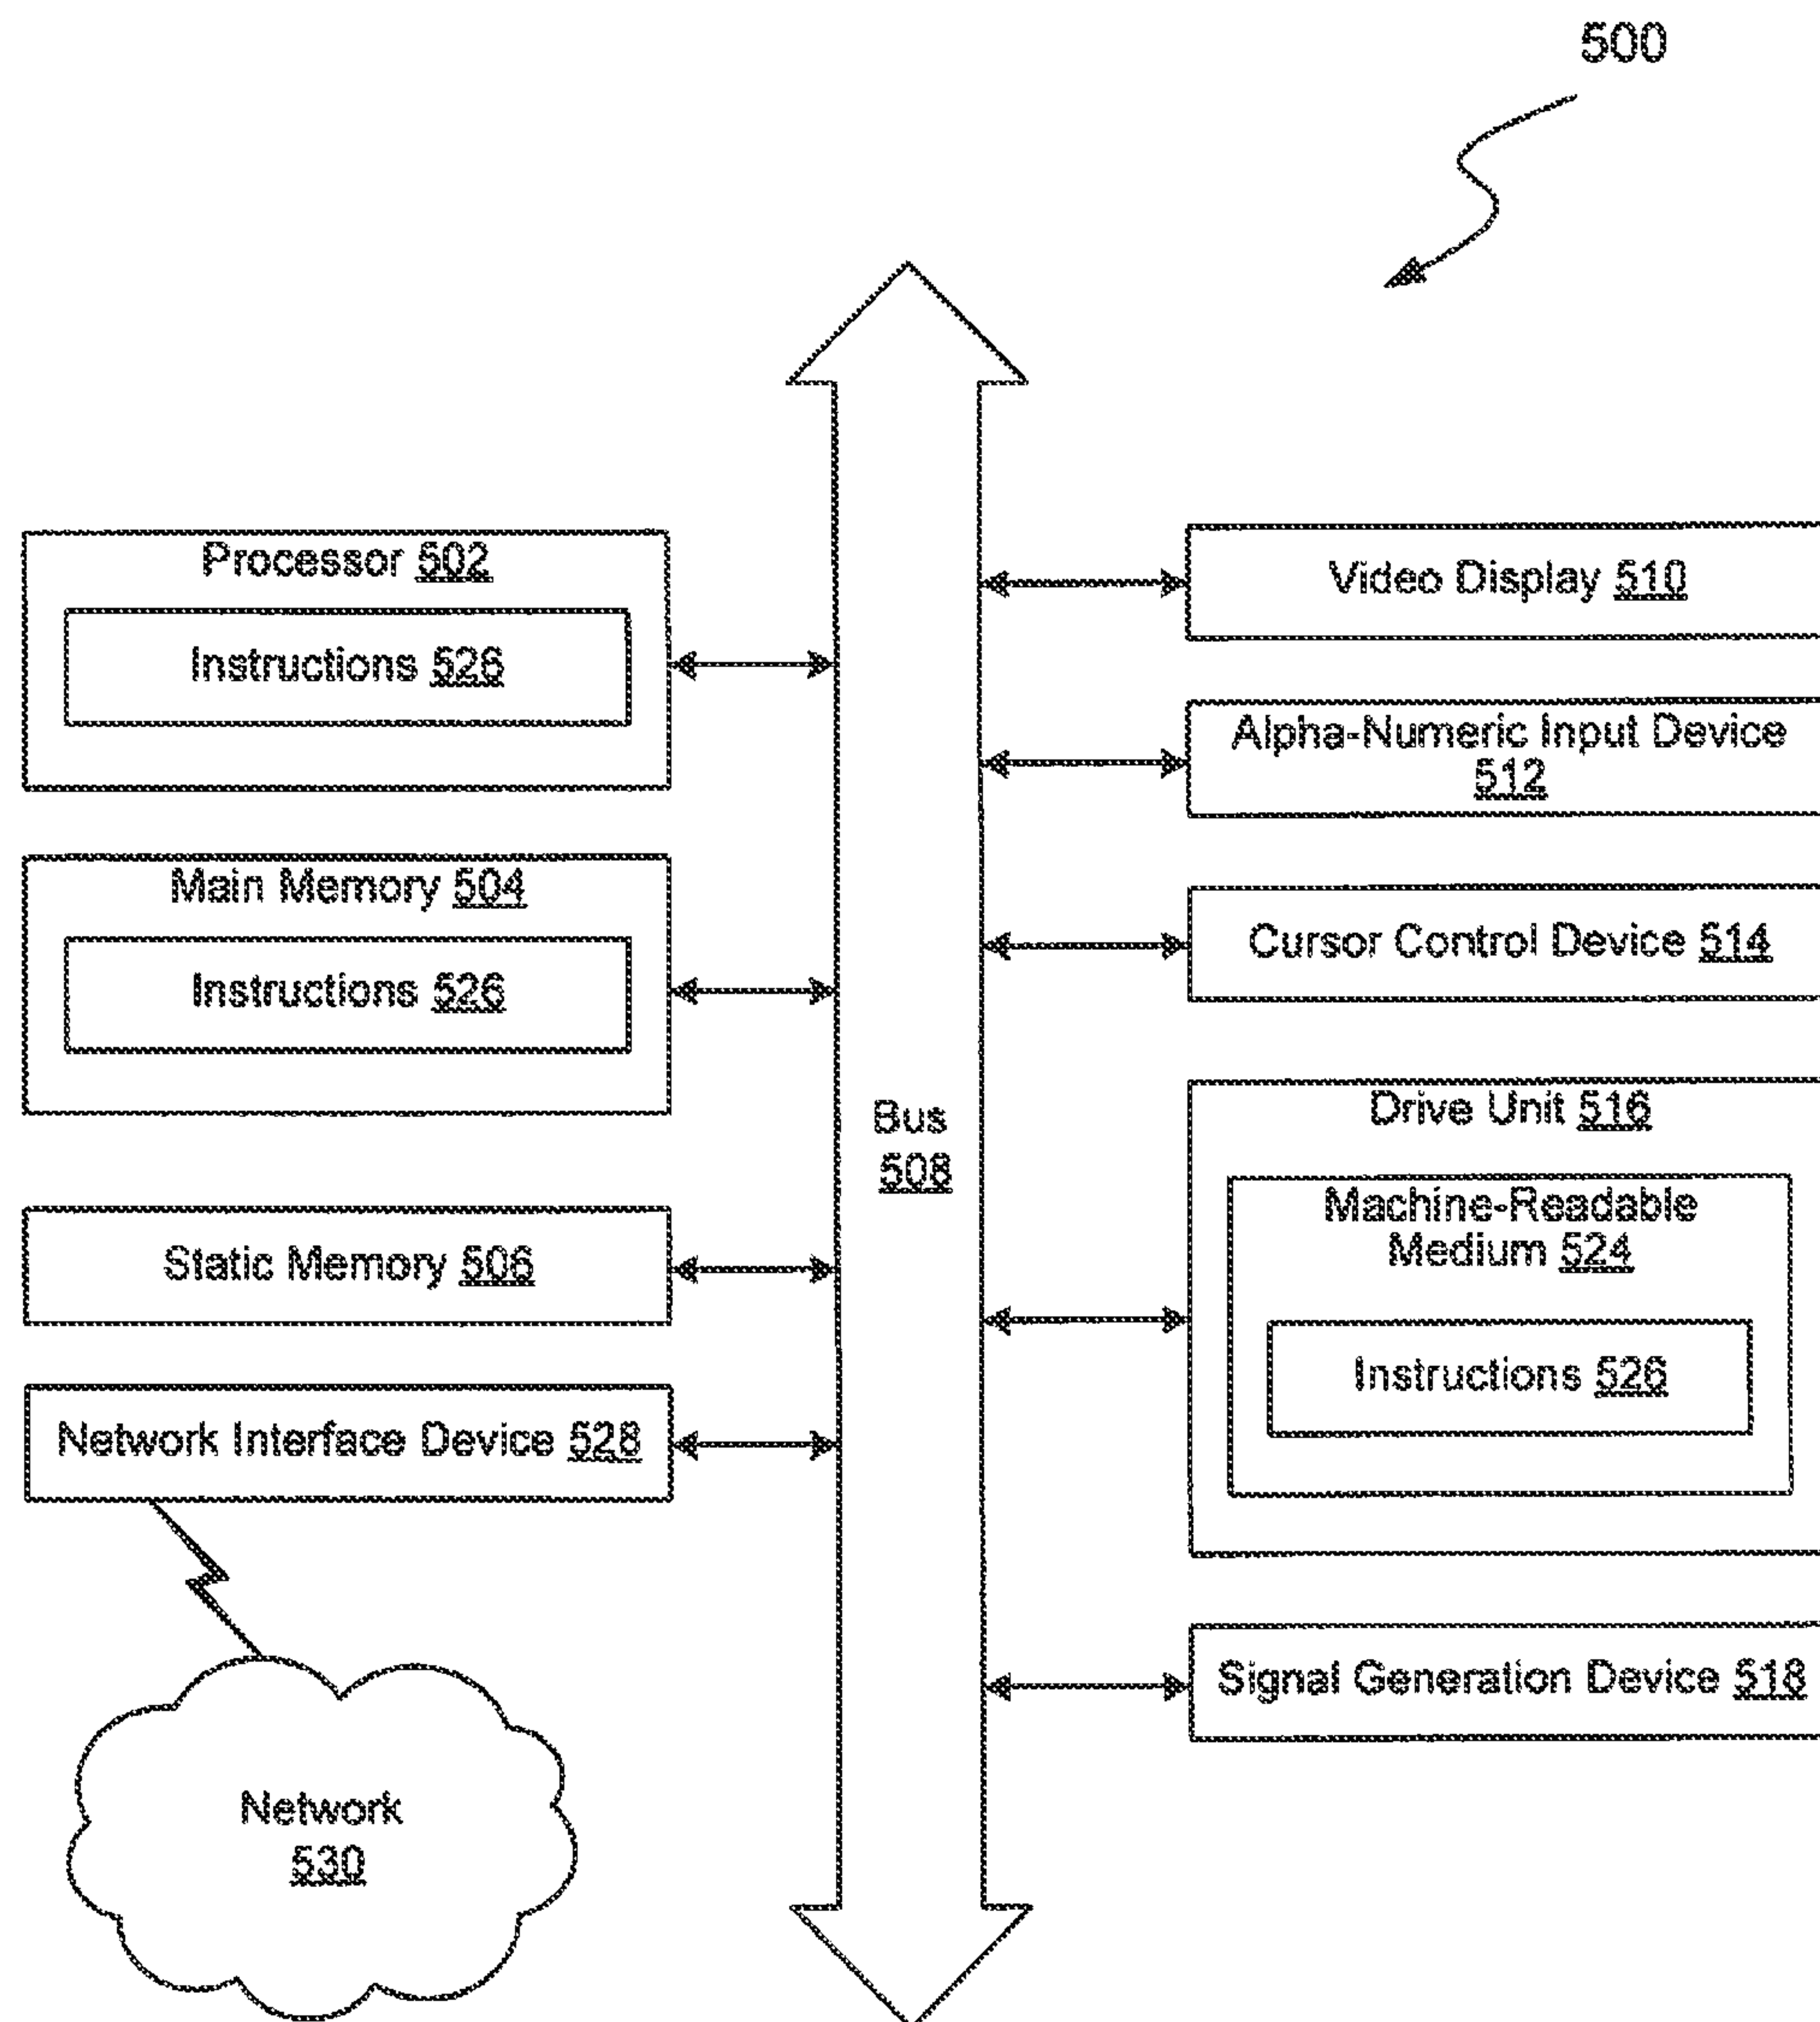 500
Processor 502
Instructions 526
Main Memory 504
Instructions 526
Static Memory 506
Network Interface Device 528
Network
530
Bus
508
Video Display 510
Alpha-Numeric Input Device
512
Cursor Control Device 514
Drive Unit 516
Machine-Readable
Medium 524
Instructions 526
Signal Generation Device 518